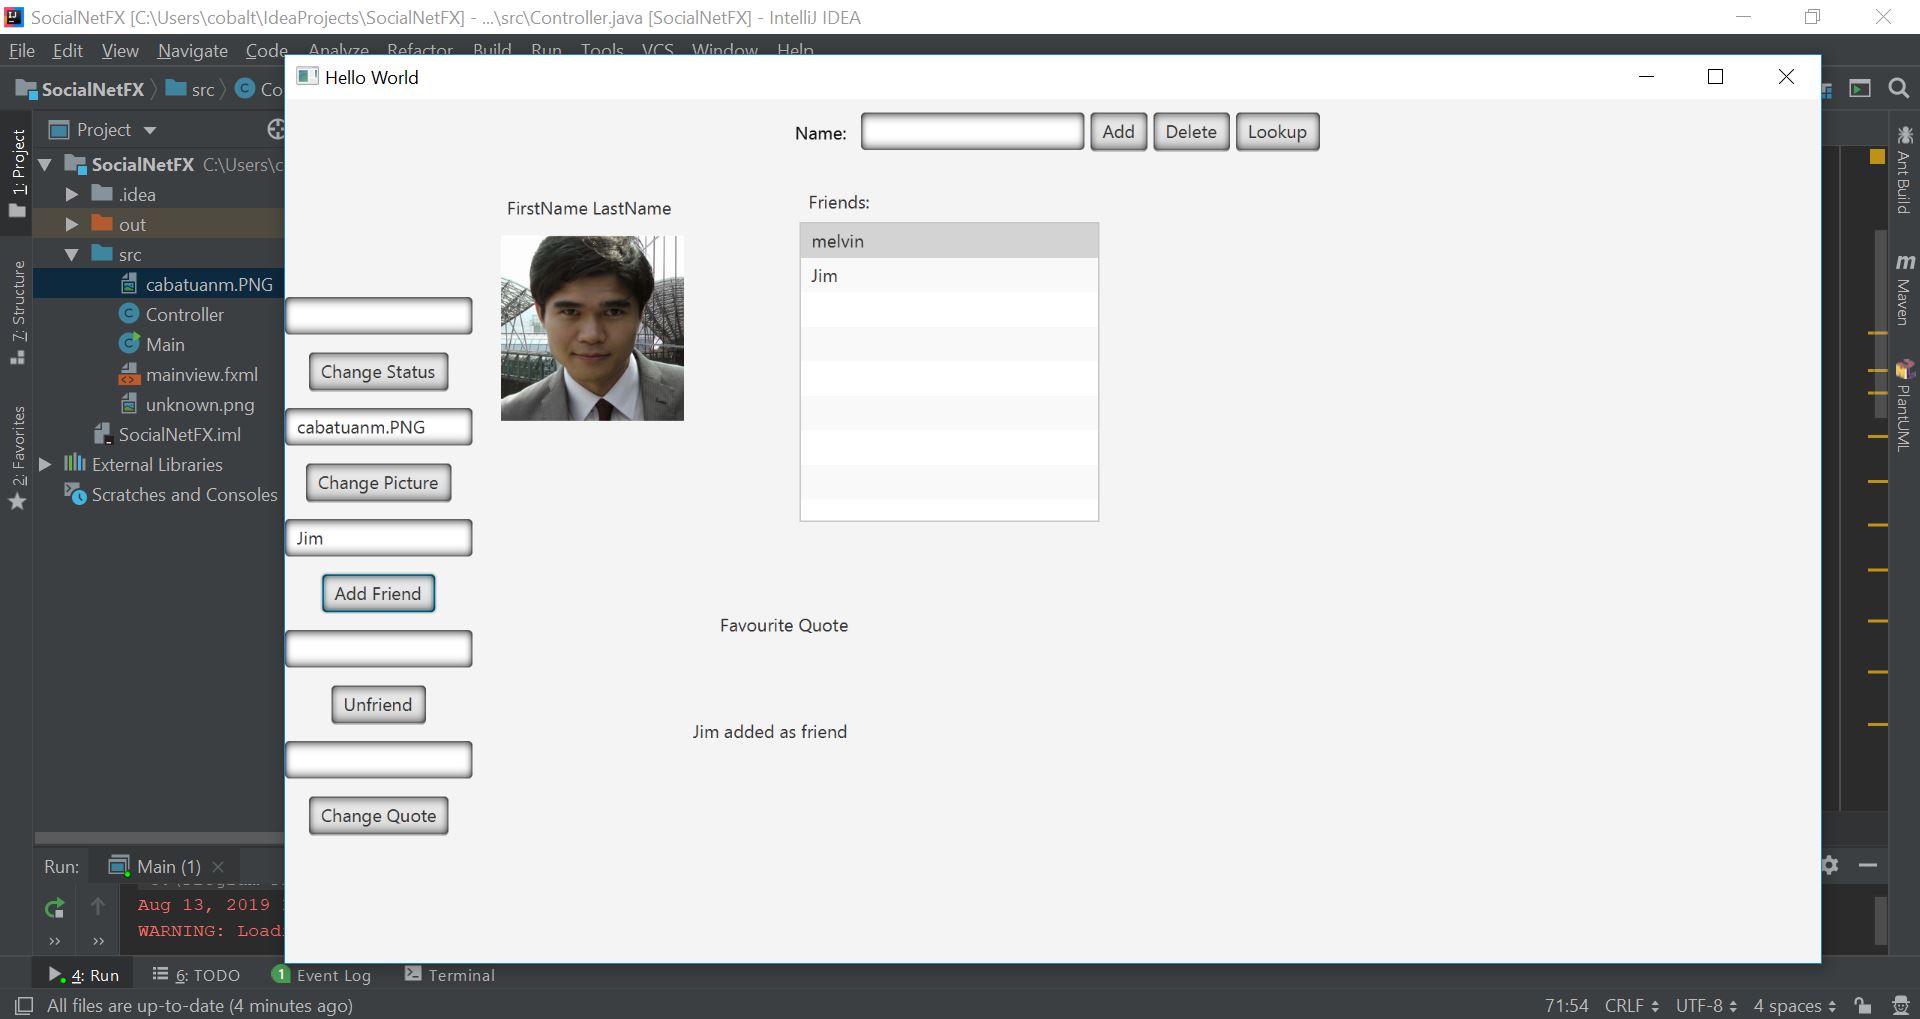 SocialNetFX [C:\Users\cobalt\IdeaProjects\SocialNetFX] - ...\src\Controller.java [SocialNetFX] - IntelliJ IDEA
File Edit View Navigate Code Analyze Refactor Build Run Tools VCS Window Help
SocialNetFX src Co
Hello World
Project
1: Project
7: Structure
2: Favorites
SocialNetFX C:\Users\c
.idea
out
src
cabatuanm.PNG
Controller
Main
mainview.fxml
unknown.png
SocialNetFX.iml
External Libraries
Scratches and Consoles
Name: Add Delete Lookup
FirstName LastName
Friends:
melvin
Jim
Change Status
cabatuanm.PNG
Change Picture
Jim
Add Friend
Favourite Quote
Unfriend
Jim added as friend
Change Quote
Ant Build
m Maven
PlantUML
Run: Main (1)
Aug 13, 2019
WARNING: Load
4: Run 6: TODO 1 Event Log Terminal
All files are up-to-date (4 minutes ago) 71:54 CRLF UTF-8 4 spaces